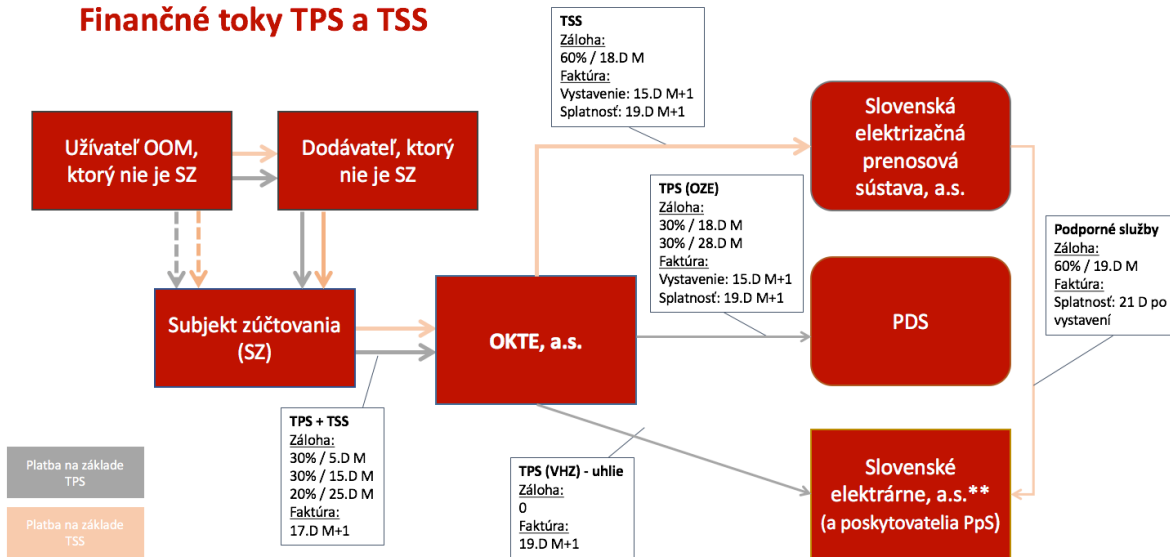 Finančné toky TPS a TSS
TSS
Záloha:
60% / 18.D M
Faktúra:
Vystavenie: 15.D M+1
Splatnosť: 19.D M+1
Užívateľ OOM,
ktorý nie je SZ
Dodávateľ, ktorý
nie je SZ
Slovenská
elektrizačná
prenosová
sústava, a.s.
TPS (OZE)
Záloha:
30% / 18.D M
30% / 28.D M
Faktúra:
Vystavenie: 15.D M+1
Splatnosť: 19.D M+1
Podporné služby
Záloha:
60% / 19.D M
Faktúra:
Splatnosť: 21 D po
vystavení
Subjekt zúčtovania
(SZ)
OKTE, a.s.
PDS
TPS + TSS
Záloha:
30% / 5.D M
30% / 15.D M
20% / 25.D M
Faktúra:
17.D M+1
TPS (VHZ) - uhlie
Záloha:
0
Faktúra:
19.D M+1
Slovenské
elektrárne, a.s.**
(a poskytovatelia PpS)
Platba na základe
TPS
Platba na základe
TSS